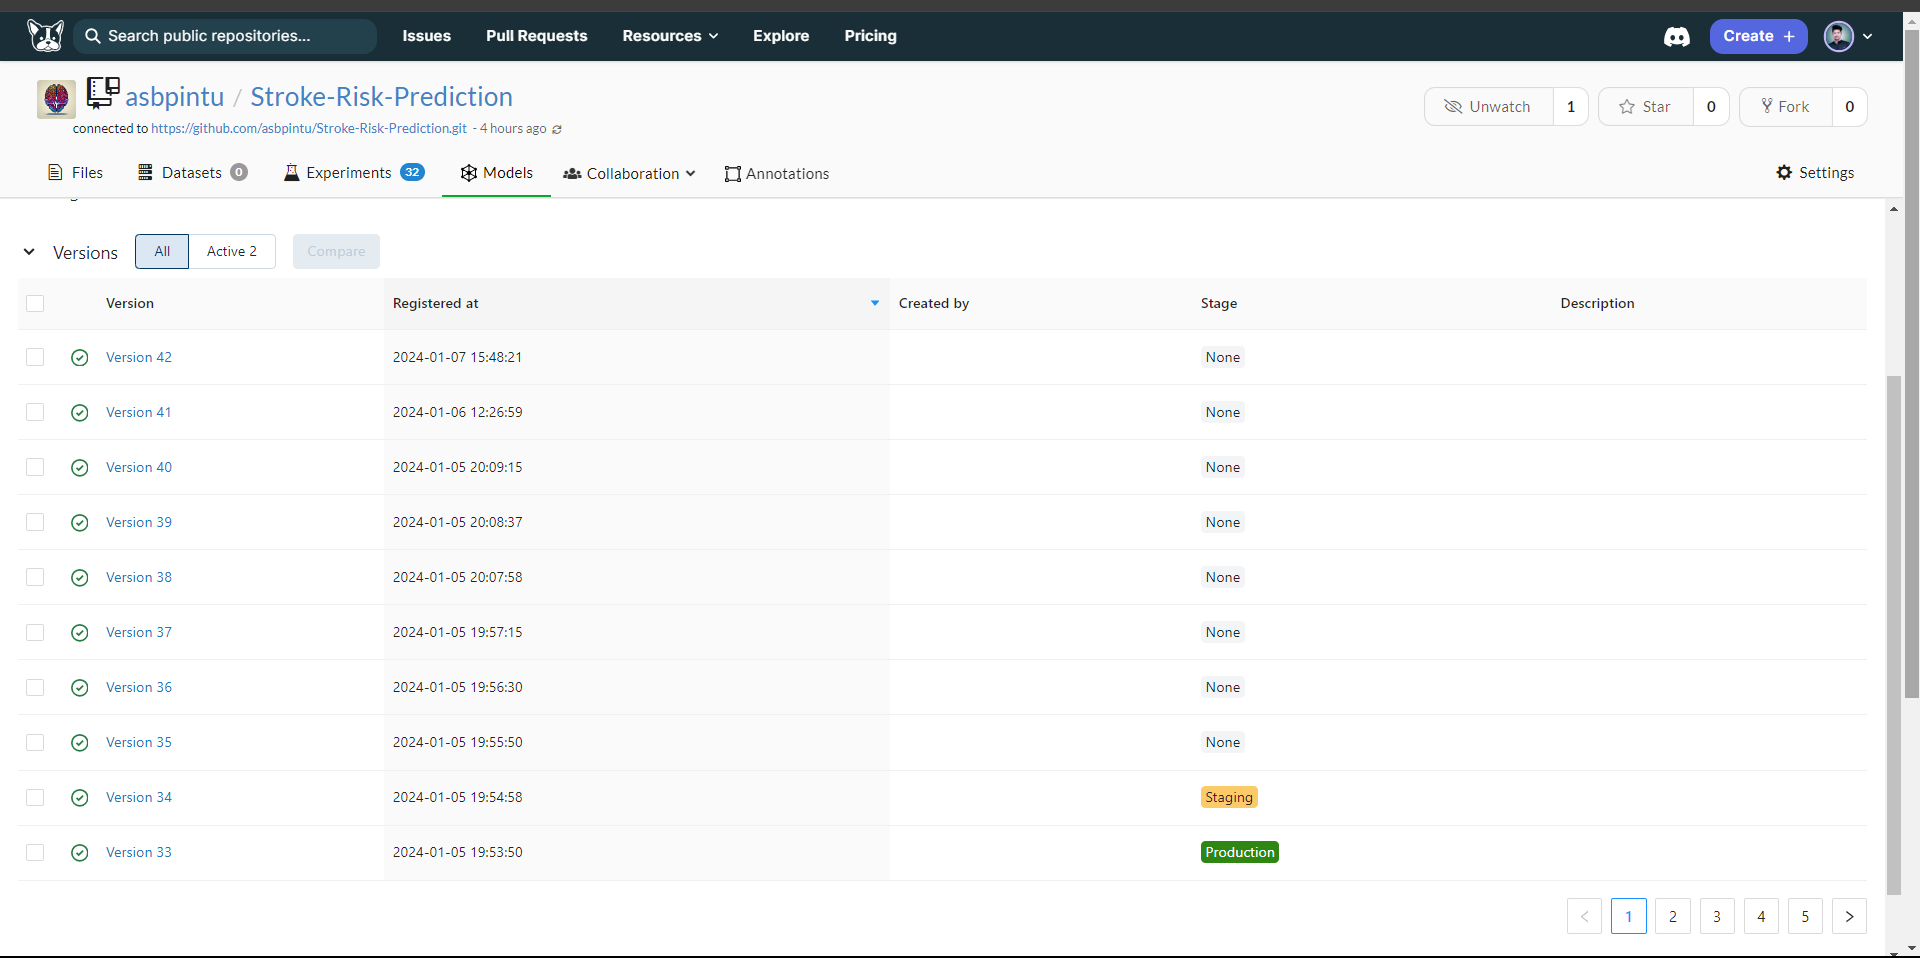 Search public repositories... Issues Pull Requests Resources Explore Pricing Create +
asbpintu / Stroke-Risk-Prediction Unwatch 1 Star 0 Fork 0
connected to https://github.com/asbpintu/Stroke-Risk-Prediction.git - 4 hours ago
Files Datasets 0 Experiments 32 Models Collaboration Annotations Settings
Versions All Active 2 Compare
Version Registered at Created by Stage Description
Version 42 2024-01-07 15:48:21 None
Version 41 2024-01-06 12:26:59 None
Version 40 2024-01-05 20:09:15 None
Version 39 2024-01-05 20:08:37 None
Version 38 2024-01-05 20:07:58 None
Version 37 2024-01-05 19:57:15 None
Version 36 2024-01-05 19:56:30 None
Version 35 2024-01-05 19:55:50 None
Version 34 2024-01-05 19:54:58 Staging
Version 33 2024-01-05 19:53:50 Production
< 1 2 3 4 5 >